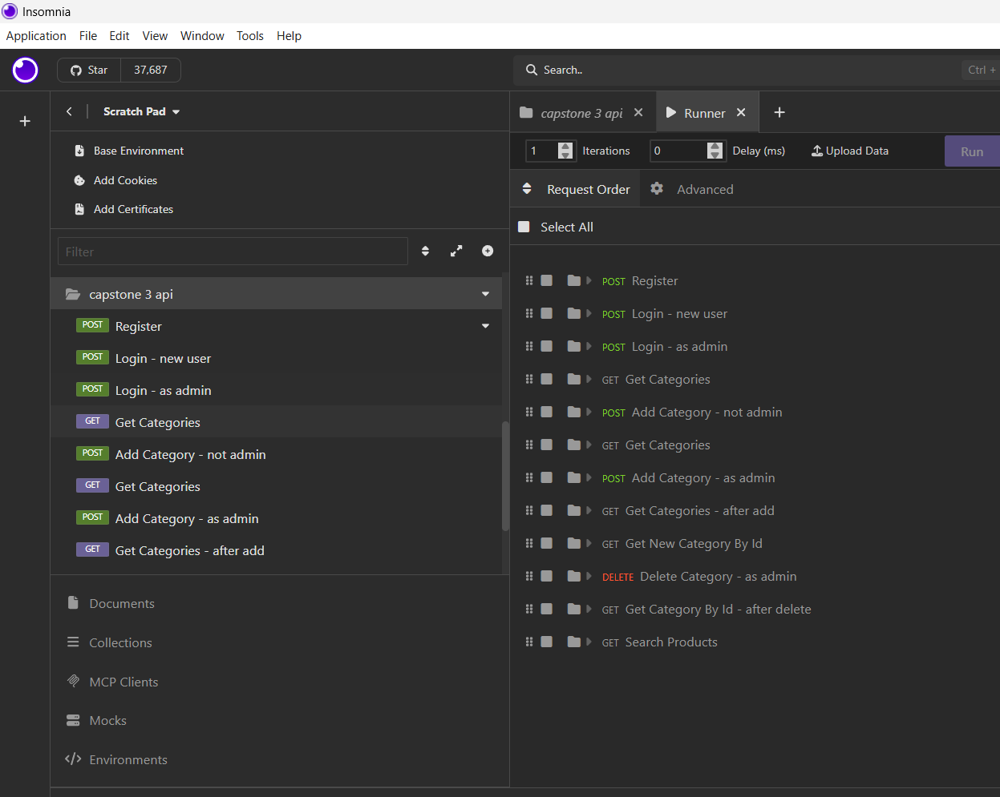 Insomnia
Application File Edit View Window Tools Help
Star 37,687
Search..
Ctrl +
Scratch Pad
Base Environment
Add Cookies
Add Certificates
Filter
capstone 3 api
POST Register
POST Login - new user
POST Login - as admin
GET Get Categories
POST Add Category - not admin
GET Get Categories
POST Add Category - as admin
GET Get Categories - after add
Documents
Collections
MCP Clients
Mocks
Environments
capstone 3 api
Runner
1 Iterations 0 Delay (ms) Upload Data Run
Request Order Advanced
Select All
POST Register
POST Login - new user
POST Login - as admin
GET Get Categories
POST Add Category - not admin
GET Get Categories
POST Add Category - as admin
GET Get Categories - after add
GET Get New Category By Id
DELETE Delete Category - as admin
GET Get Category By Id - after delete
GET Search Products